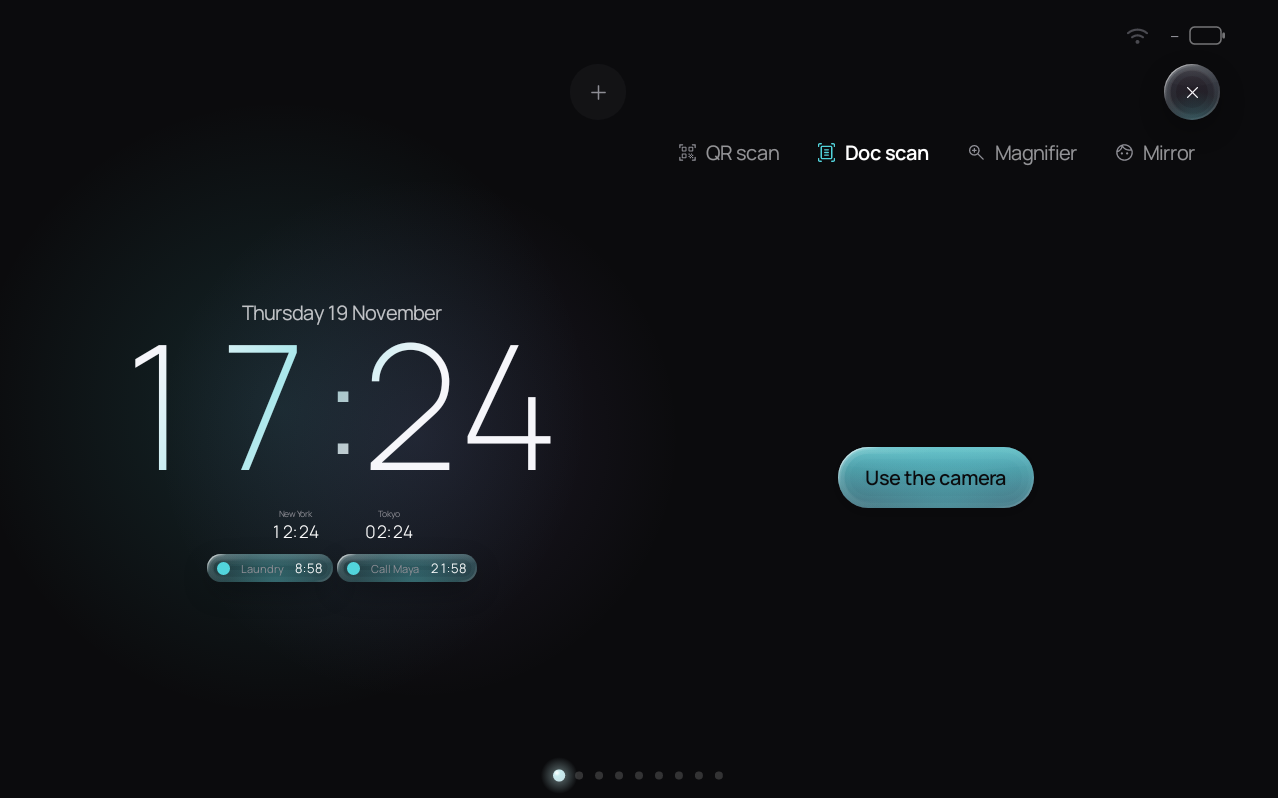 QR scan
Doc scan
Magnifier
Mirror
Thursday 19 November
17:24
New York
Tokyo
12:24
02:24
Laundry 8:58
Call Maya 21:58
Use the camera